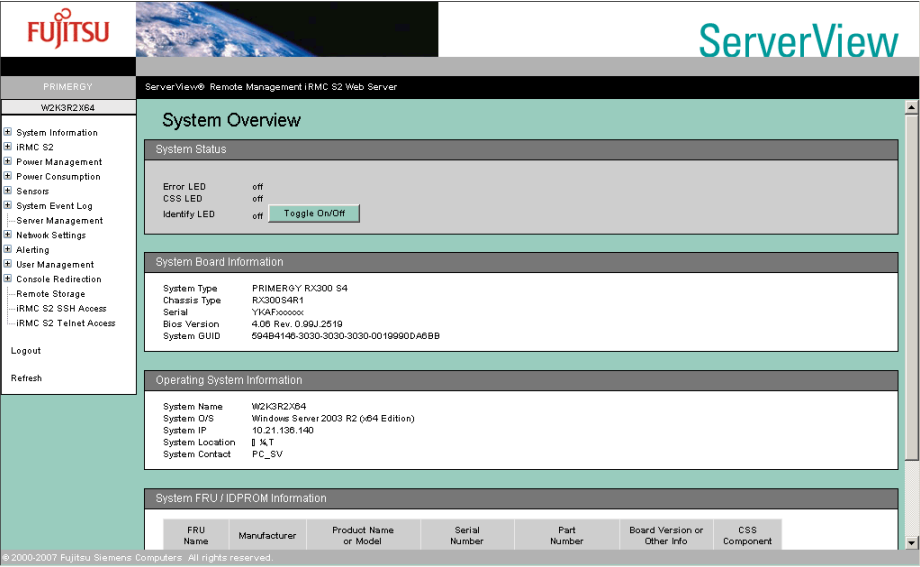 FUJITSU
ServerView
PRIMERGY
ServerView® Remote Management iRMC S2 Web Server
W2K3R2X64
System Information
iRMC S2
Power Management
Power Consumption
Sensors
System Event Log
Server Management
Network Settings
Alerting
User Management
Console Redirection
Remote Storage
iRMC S2 SSH Access
iRMC S2 Telnet Access
Logout
Refresh
System Overview
System Status
Error LED off
CSS LED off
Identify LED off Toggle On/Off
System Board Information
System Type PRIMERGY RX300 S4
Chassis Type RX300S4R1
Serial YKAFxxxxxx
Bios Version 4.06 Rev. 0.99J.2519
System GUID 594B4146-3030-3030-3030-0019990DA6BB
Operating System Information
System Name W2K3R2X64
System O/S Windows Server 2003 R2 (x64 Edition)
System IP 10.21.136.140
System Location ▯ ¼,T
System Contact PC_SV
System FRU / IDPROM Information
FRU Name Manufacturer Product Name or Model Serial Number Part Number Board Version or Other Info CSS Component
© 2000-2007 Fujitsu Siemens Computers All rights reserved.